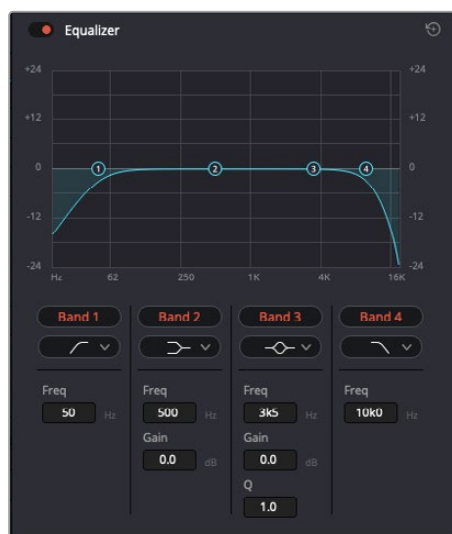 Equalizer
+24 +24
+12 +12
0 1 2 3 4 0
-12 -12
-24 -24
Hz 62 250 1K 4K 16K
Band 1 Band 2 Band 3 Band 4
Freq Freq Freq Freq
50 Hz 500 Hz 3k5 Hz 10k0 Hz
Gain Gain
0.0 dB 0.0 dB
Q
1.0